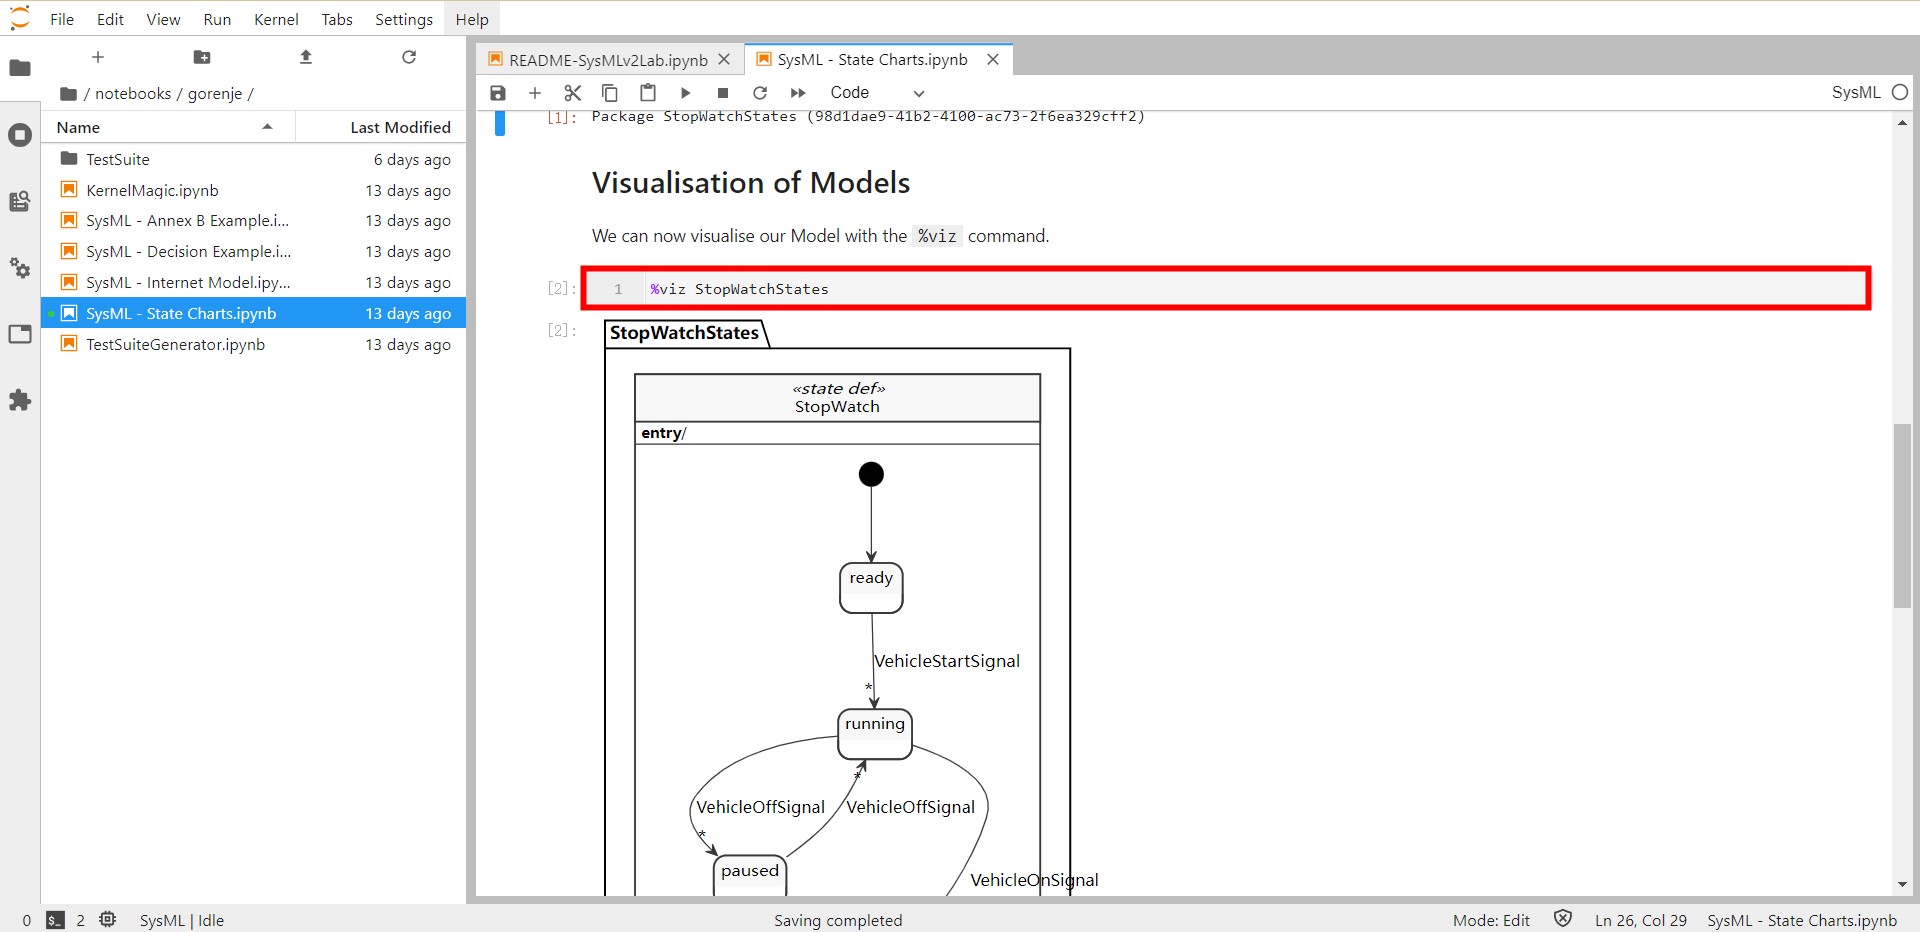 File Edit View Run Kernel Tabs Settings Help
/ notebooks / gorenje /
Name Last Modified
TestSuite 6 days ago
KernelMagic.ipynb 13 days ago
SysML - Annex B Example.i... 13 days ago
SysML - Decision Example.i... 13 days ago
SysML - Internet Model.ipy... 13 days ago
SysML - State Charts.ipynb 13 days ago
TestSuiteGenerator.ipynb 13 days ago
README-SysMLv2Lab.ipynb SysML - State Charts.ipynb
Code SysML
[1]: Package StopWatchStates (98d1dae9-41b2-4100-ac73-2f6ea329cff2)
Visualisation of Models
We can now visualise our Model with the %viz command.
[2]: 1 %viz StopWatchStates
[2]:
StopWatchStates
«state def»
StopWatch
entry/
ready
VehicleStartSignal
*
running
*
VehicleOffSignal VehicleOffSignal
*
paused
VehicleOnSignal
0 $_ 2 SysML | Idle Saving completed Mode: Edit Ln 26, Col 29 SysML - State Charts.ipynb